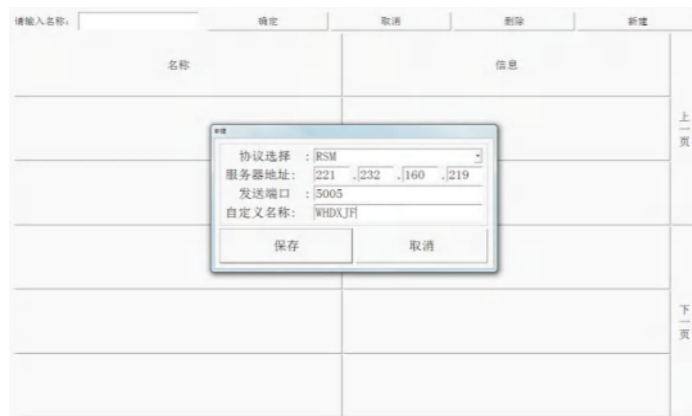 请输入名称: 确定 取消 删除 新建
名称 信息
上一页
新建
协议选择 : RSM
服务器地址: 221 .232 .160 .219
发送端口 : 5005
自定义名称: WHDXJF
保存 取消
下一页